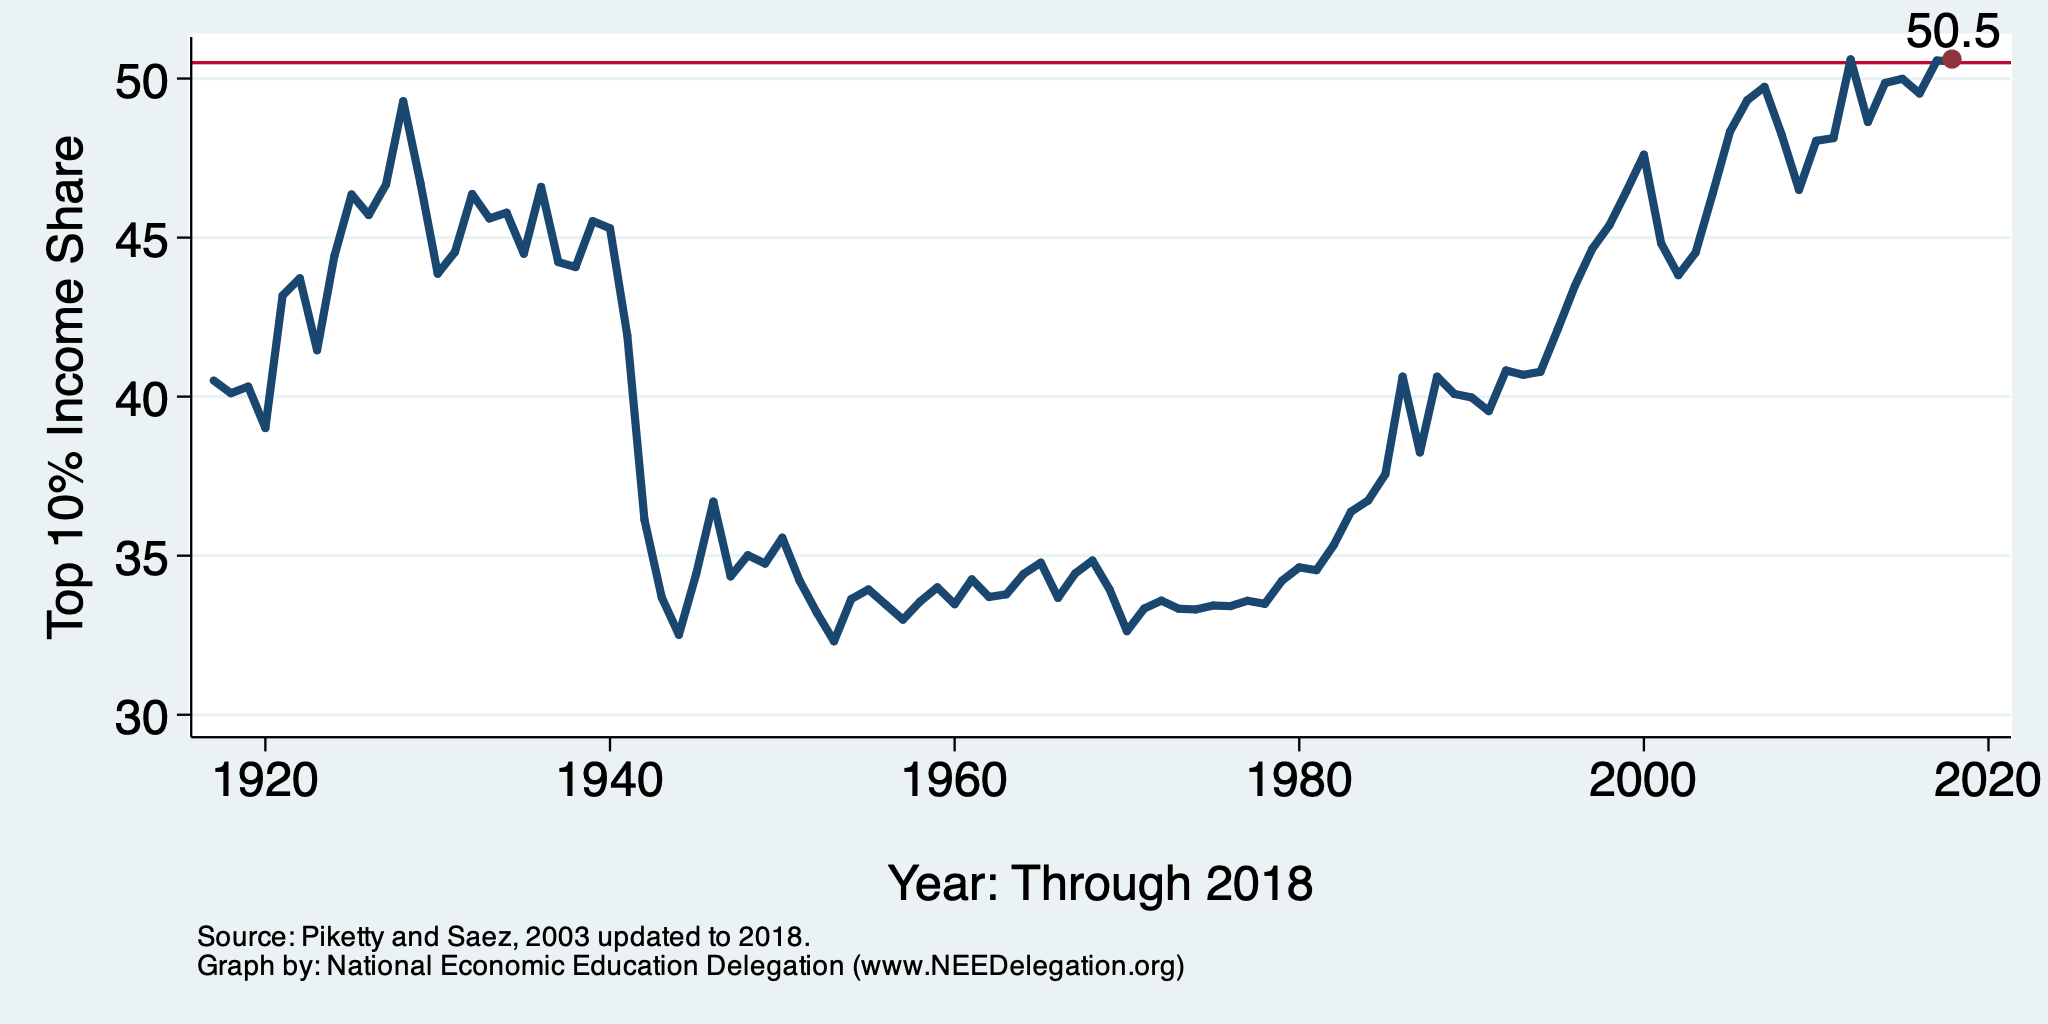 50.5
Top 10% Income Share
50
45
40
35
30
1920 1940 1960 1980 2000 2020
Year: Through 2018
Source: Piketty and Saez, 2003 updated to 2018.
Graph by: National Economic Education Delegation (www.NEEDelegation.org)